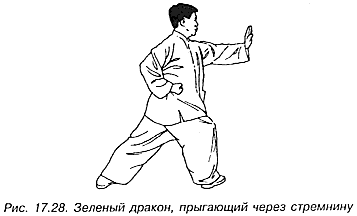 Рис. 17.28. Зеленый дракон, прыгающий через стремнину